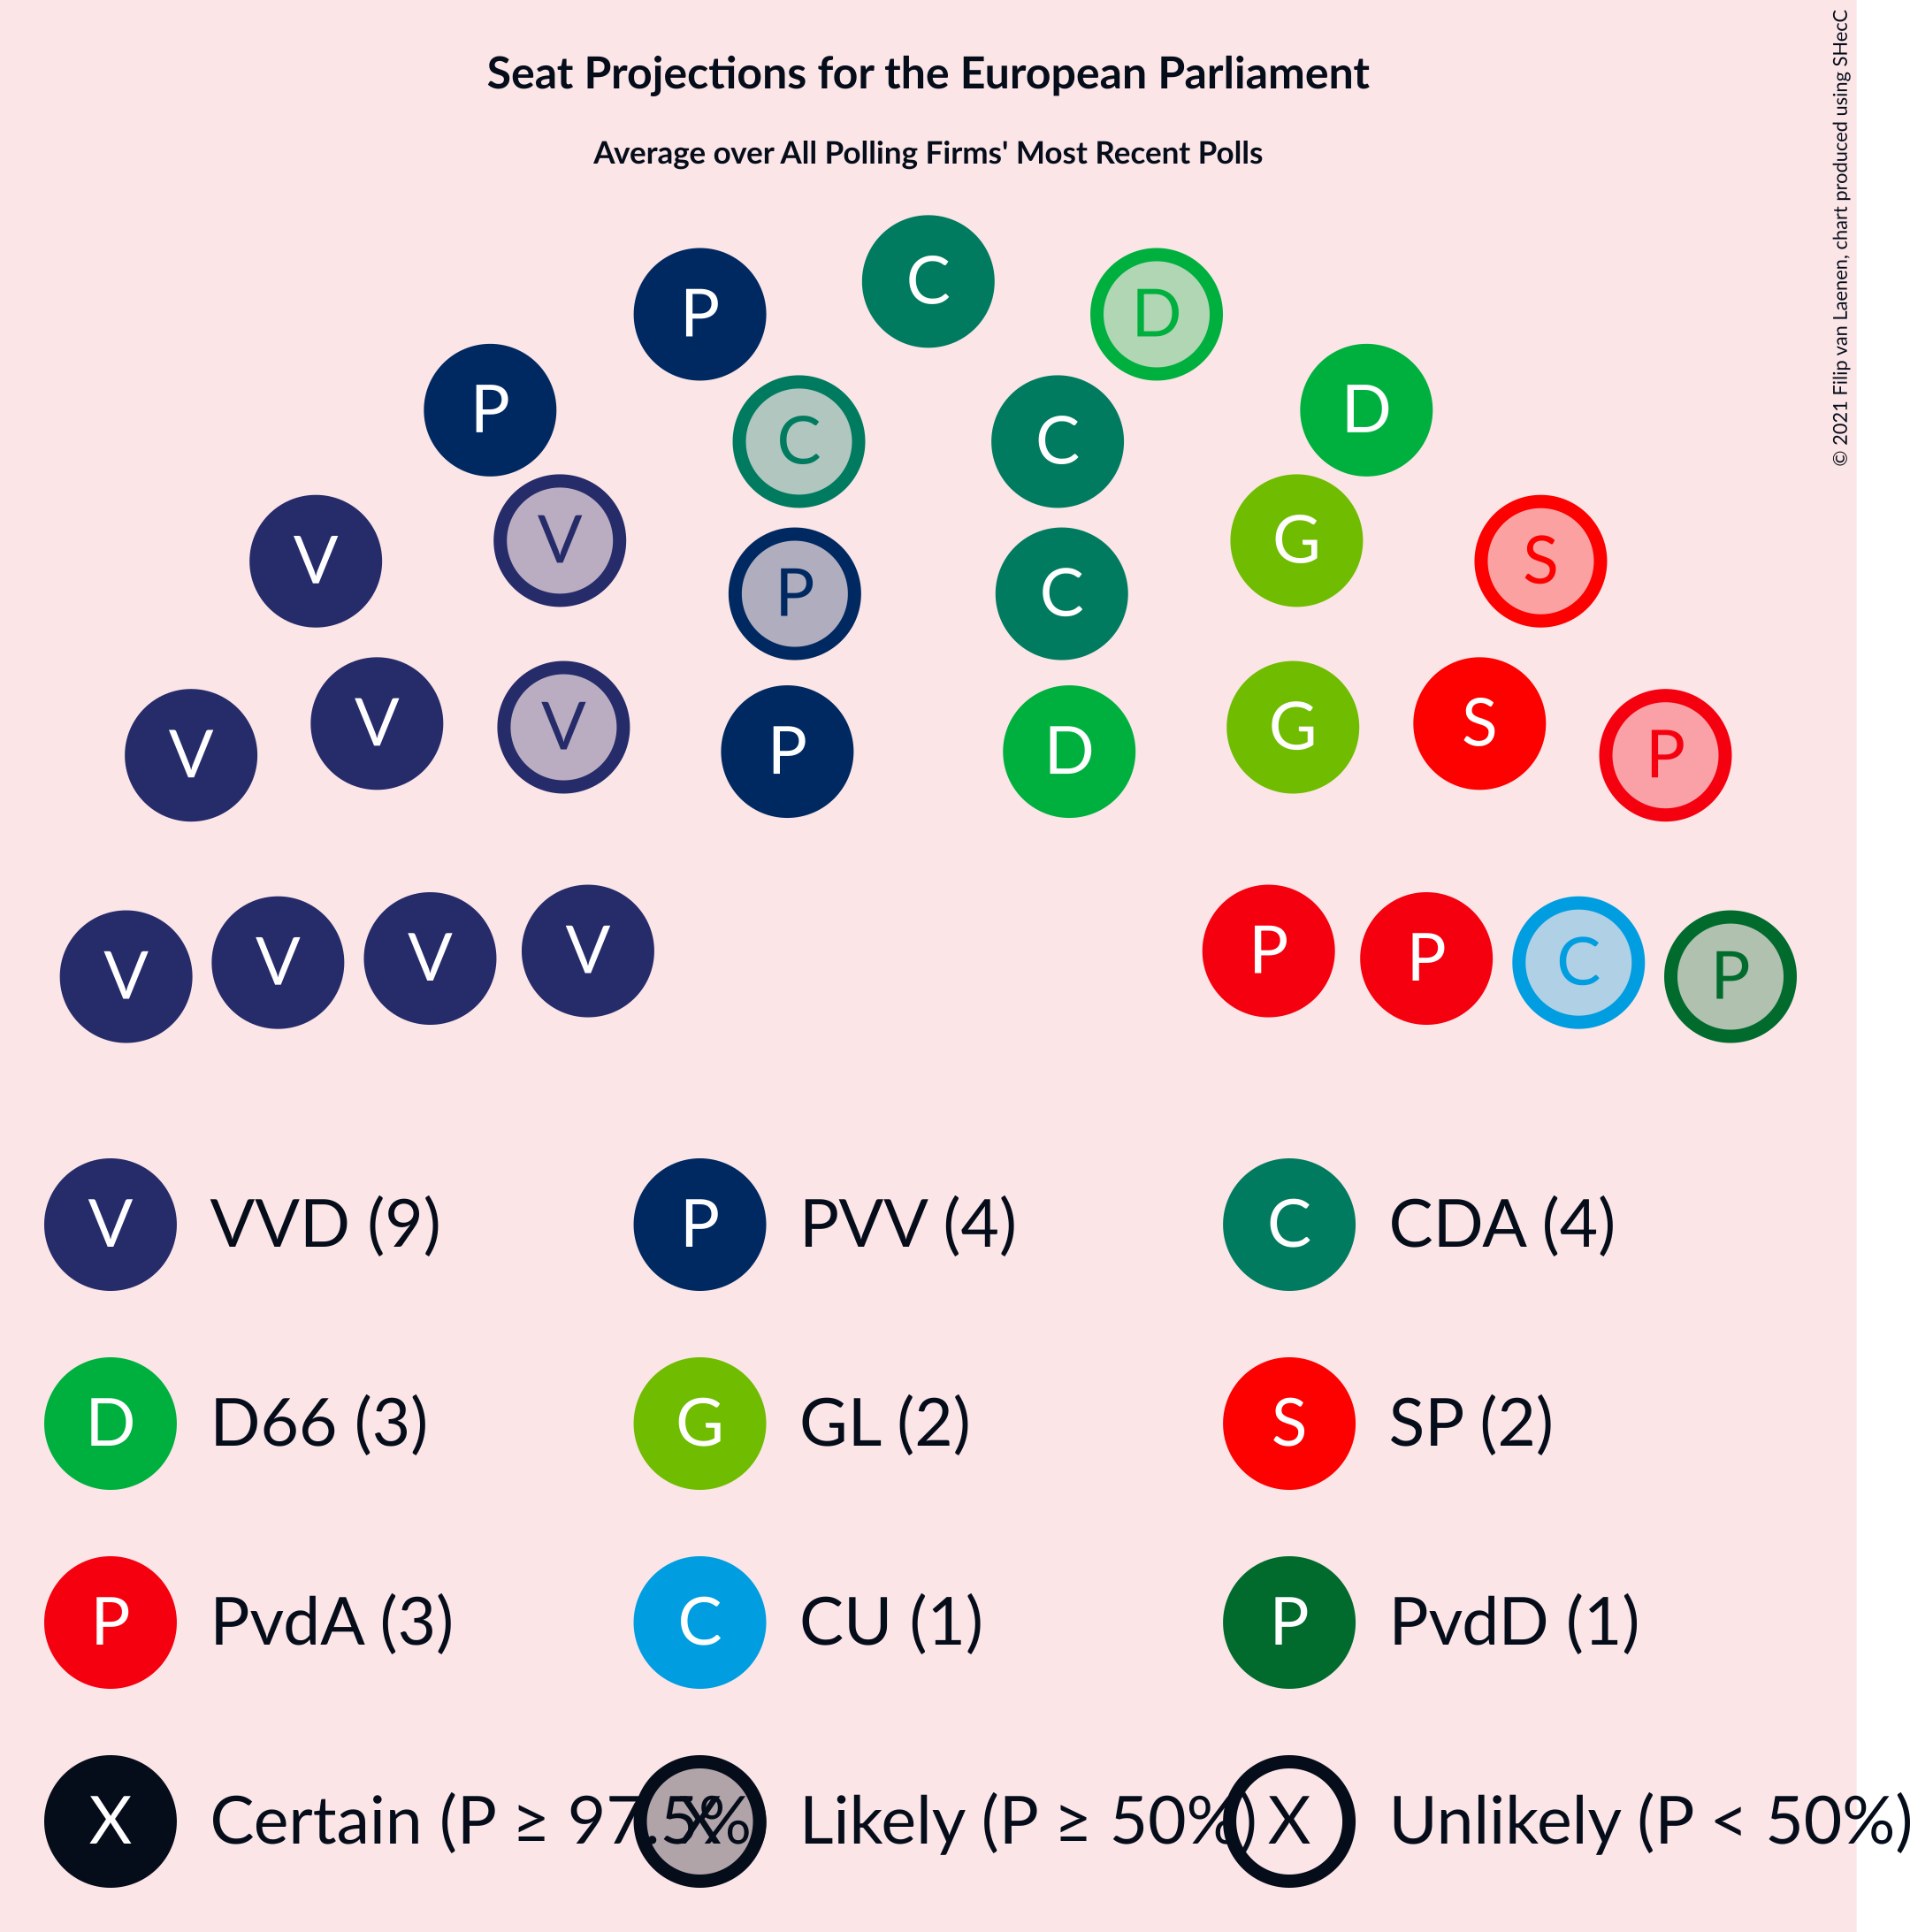 Seat Projections for the European Parliament
Average over All Polling Firms' Most Recent Polls
© 2021 Filip van Laenen, chart produced using SHecC
C
P D
P D
C C
V V G S
P C
V V V P D G S P
V V V V P P C P
V VVD (9) P PVV (4) C CDA (4)
D D66 (3) G GL (2) S SP (2)
P PvdA (3) C CU (1) P PvdD (1)
X Certain (P ≥ 97.5%) X Likely (P ≥ 50%) X Unlikely (P < 50%)